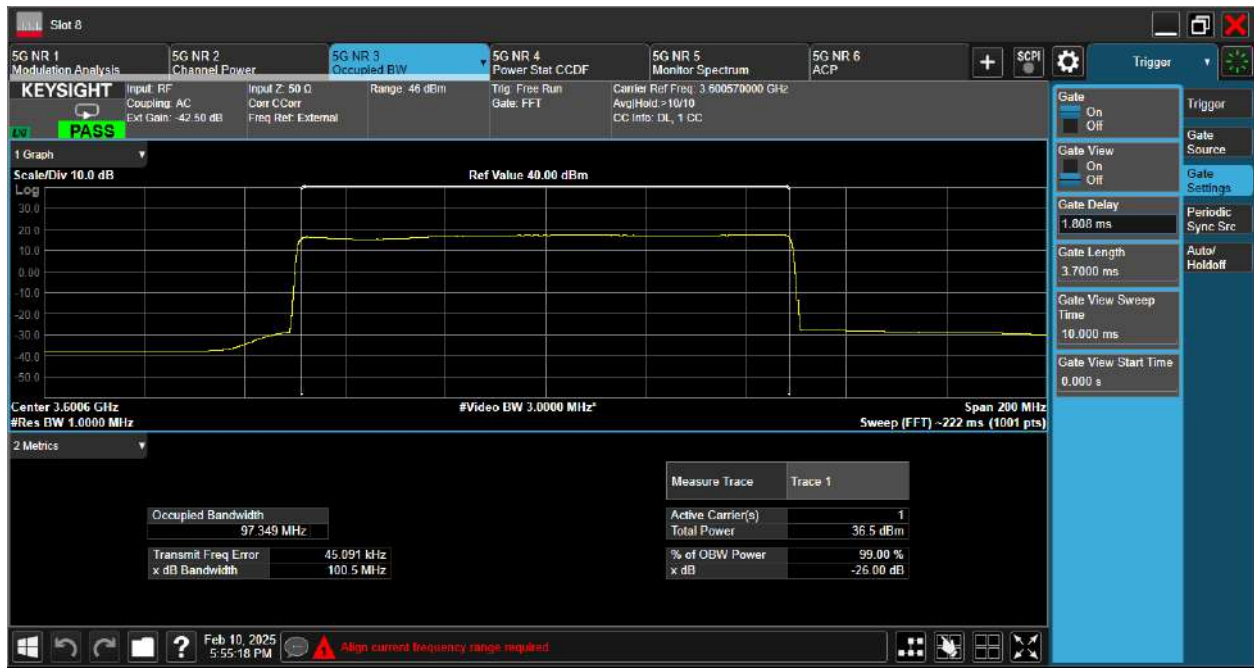 Slot 8
5G NR 1
Modulation Analysis
5G NR 2
Channel Power
5G NR 3
Occupied BW
5G NR 4
Power Stat CCDF
5G NR 5
Monitor Spectrum
5G NR 6
ACP
SCPI
Trigger
KEYSIGHT
PASS
Input: RF
Coupling: AC
Ext Gain: -42.50 dB
Input Z: 50 Ω
Corr CCorr
Freq Ref: External
Range: 46 dBm
Trig: Free Run
Gate: FFT
Carrier Ref Freq: 3.600570000 GHz
Avg|Hold:>10/10
CC Info: DL, 1 CC
1 Graph
Scale/Div 10.0 dB
Ref Value 40.00 dBm
Log
30.0
20.0
10.0
0.00
-10.0
-20.0
-30.0
-40.0
-50.0
Center 3.6006 GHz
#Res BW 1.0000 MHz
#Video BW 3.0000 MHz*
Span 200 MHz
Sweep (FFT) ~222 ms (1001 pts)
2 Metrics
Measure Trace Trace 1
Occupied Bandwidth
97.349 MHz
Active Carrier(s) 1
Total Power 36.5 dBm
Transmit Freq Error 45.091 kHz
x dB Bandwidth 100.5 MHz
% of OBW Power 99.00 %
x dB -26.00 dB
Gate
On
Off
Gate View
On
Off
Gate Delay
1.808 ms
Gate Length
3.7000 ms
Gate View Sweep
Time
10.000 ms
Gate View Start Time
0.000 s
Trigger
Gate
Source
Gate
Settings
Periodic
Sync Src
Auto/
Holdoff
?
Feb 10, 2025
5:55:18 PM
Align current frequency range required